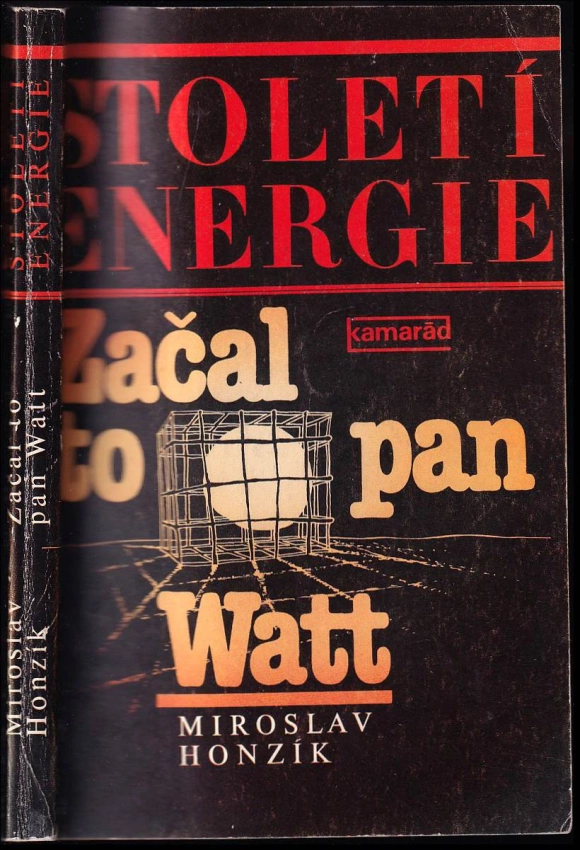 STOLETÍ
ENERGIE
Začal
kamarád
to pan
Watt
MIROSLAV
HONZÍK
Miroslav
Honzík
Začal to
pan Watt
STOLETÍ
ENERGIE